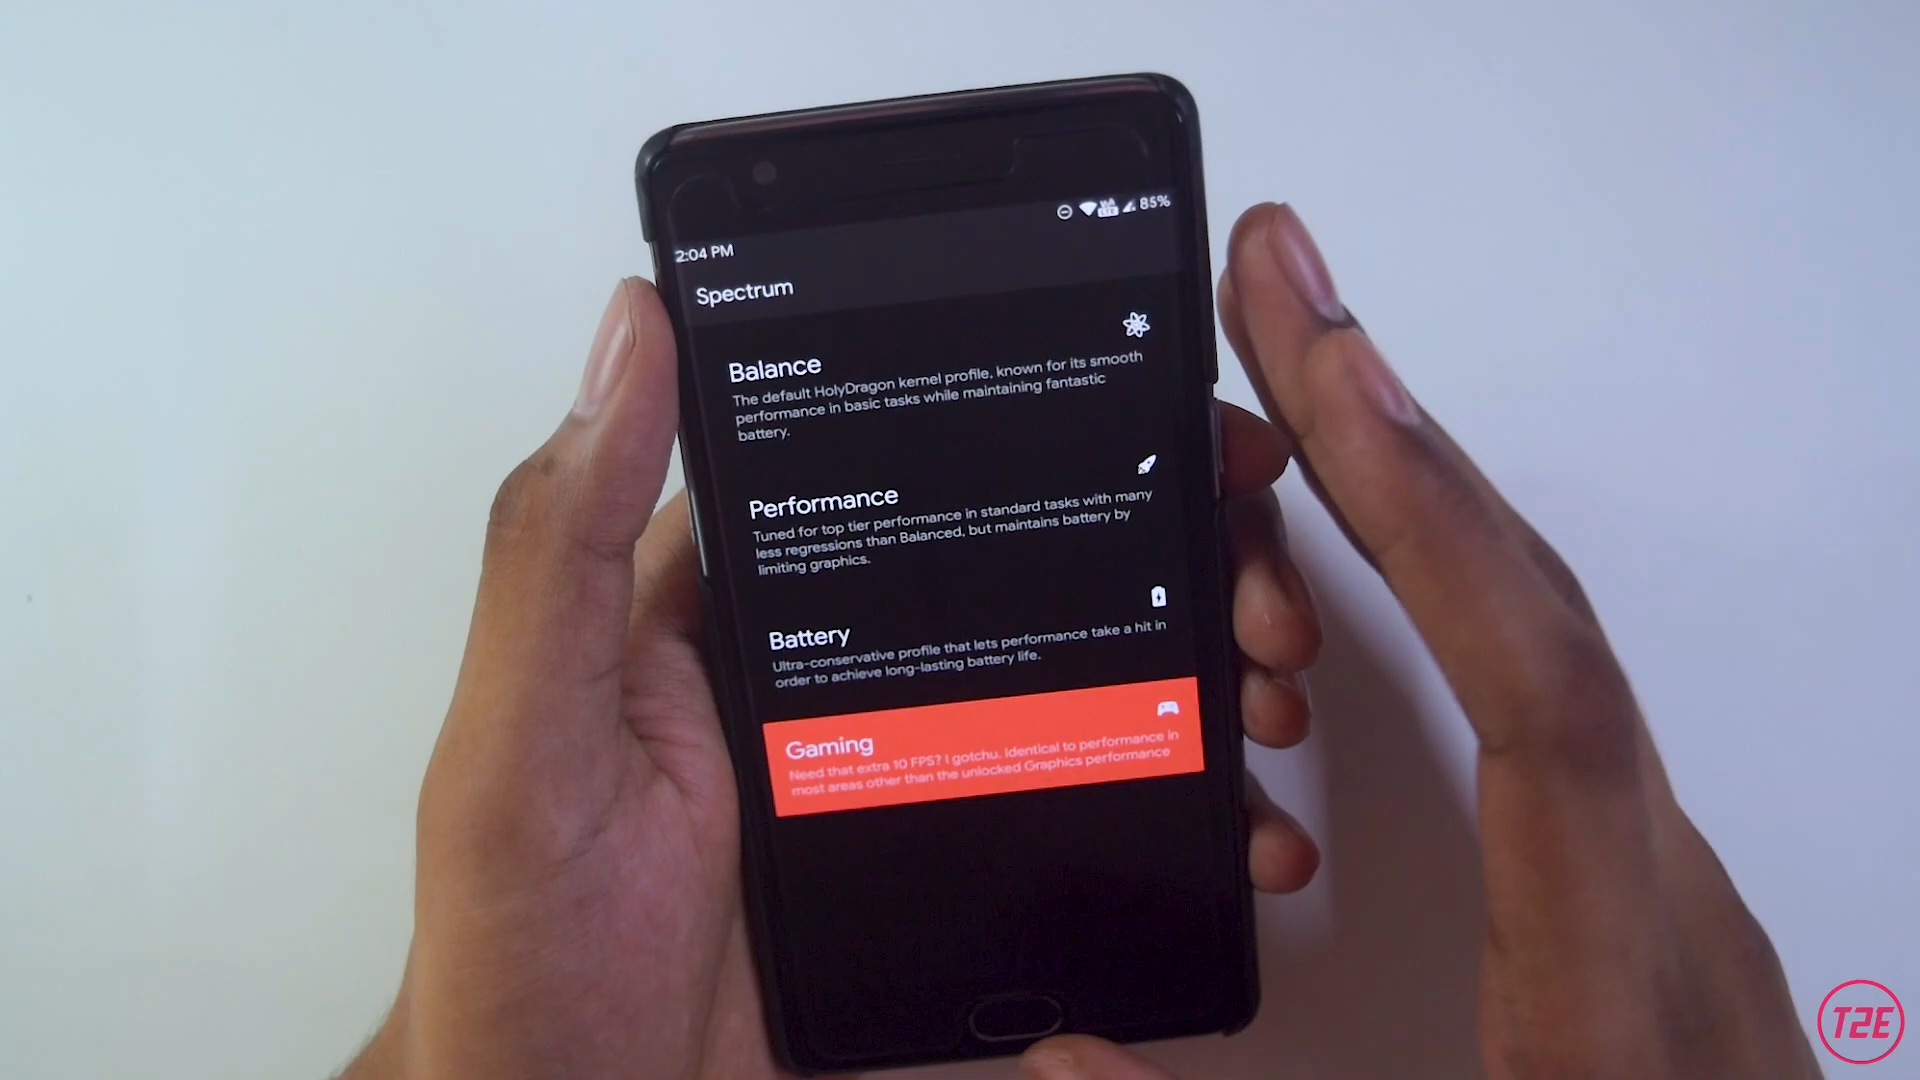 85%
2:04 PM
Spectrum
Balance
The default HolyDragon kernel profile, known for its smooth
performance in basic tasks while maintaining fantastic
battery.
Performance
Tuned for top tier performance in standard tasks with many
less regressions than Balanced, but maintains battery by
limiting graphics.
Battery
Ultra-conservative profile that lets performance take a hit in
order to achieve long-lasting battery life.
Gaming
Need that extra 10 FPS? I gotchu. Identical to performance in
most areas other than the unlocked Graphics performance
T2E